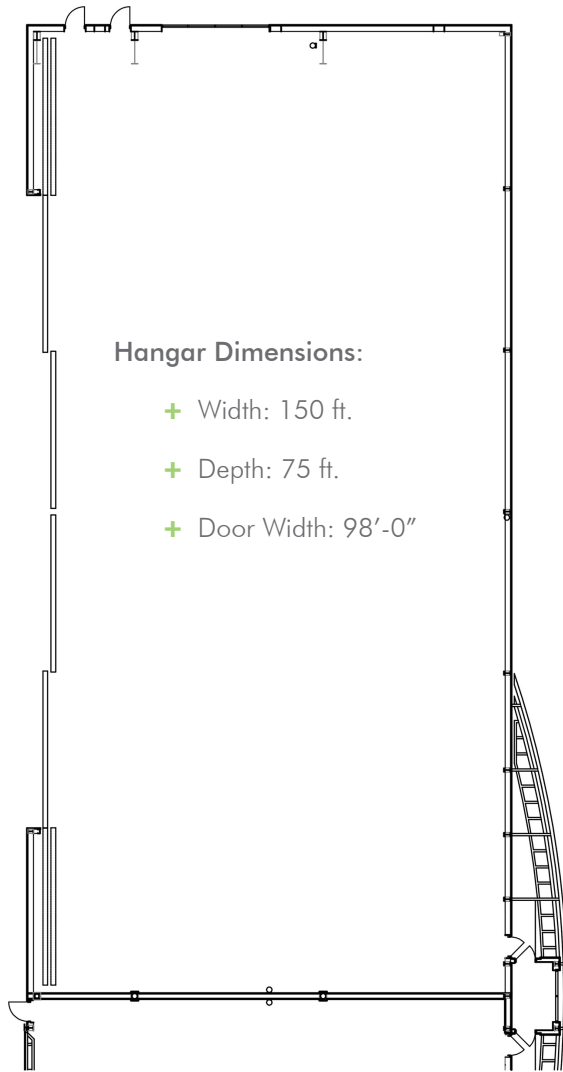 Hangar Dimensions:
+ Width: 150 ft.
+ Depth: 75 ft.
+ Door Width: 98’-0”